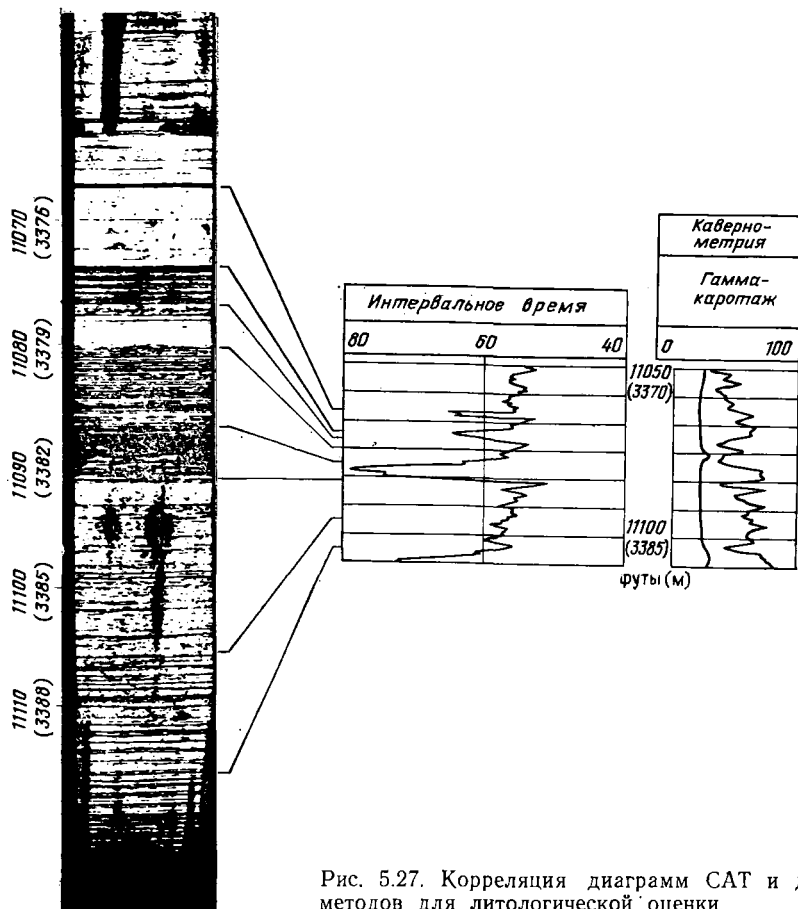 11070
(3376)
11080
(3379)
11090
(3382)
11100
(3385)
11110
(3388)
Интервальное время
80 60 40
11050
(3370)
11100
(3385)
футы (м)
Каверно-
метрия
Гамма-
каротаж
0 100
Рис. 5.27. Корреляция диаграмм САТ и
методов для литологической оценки